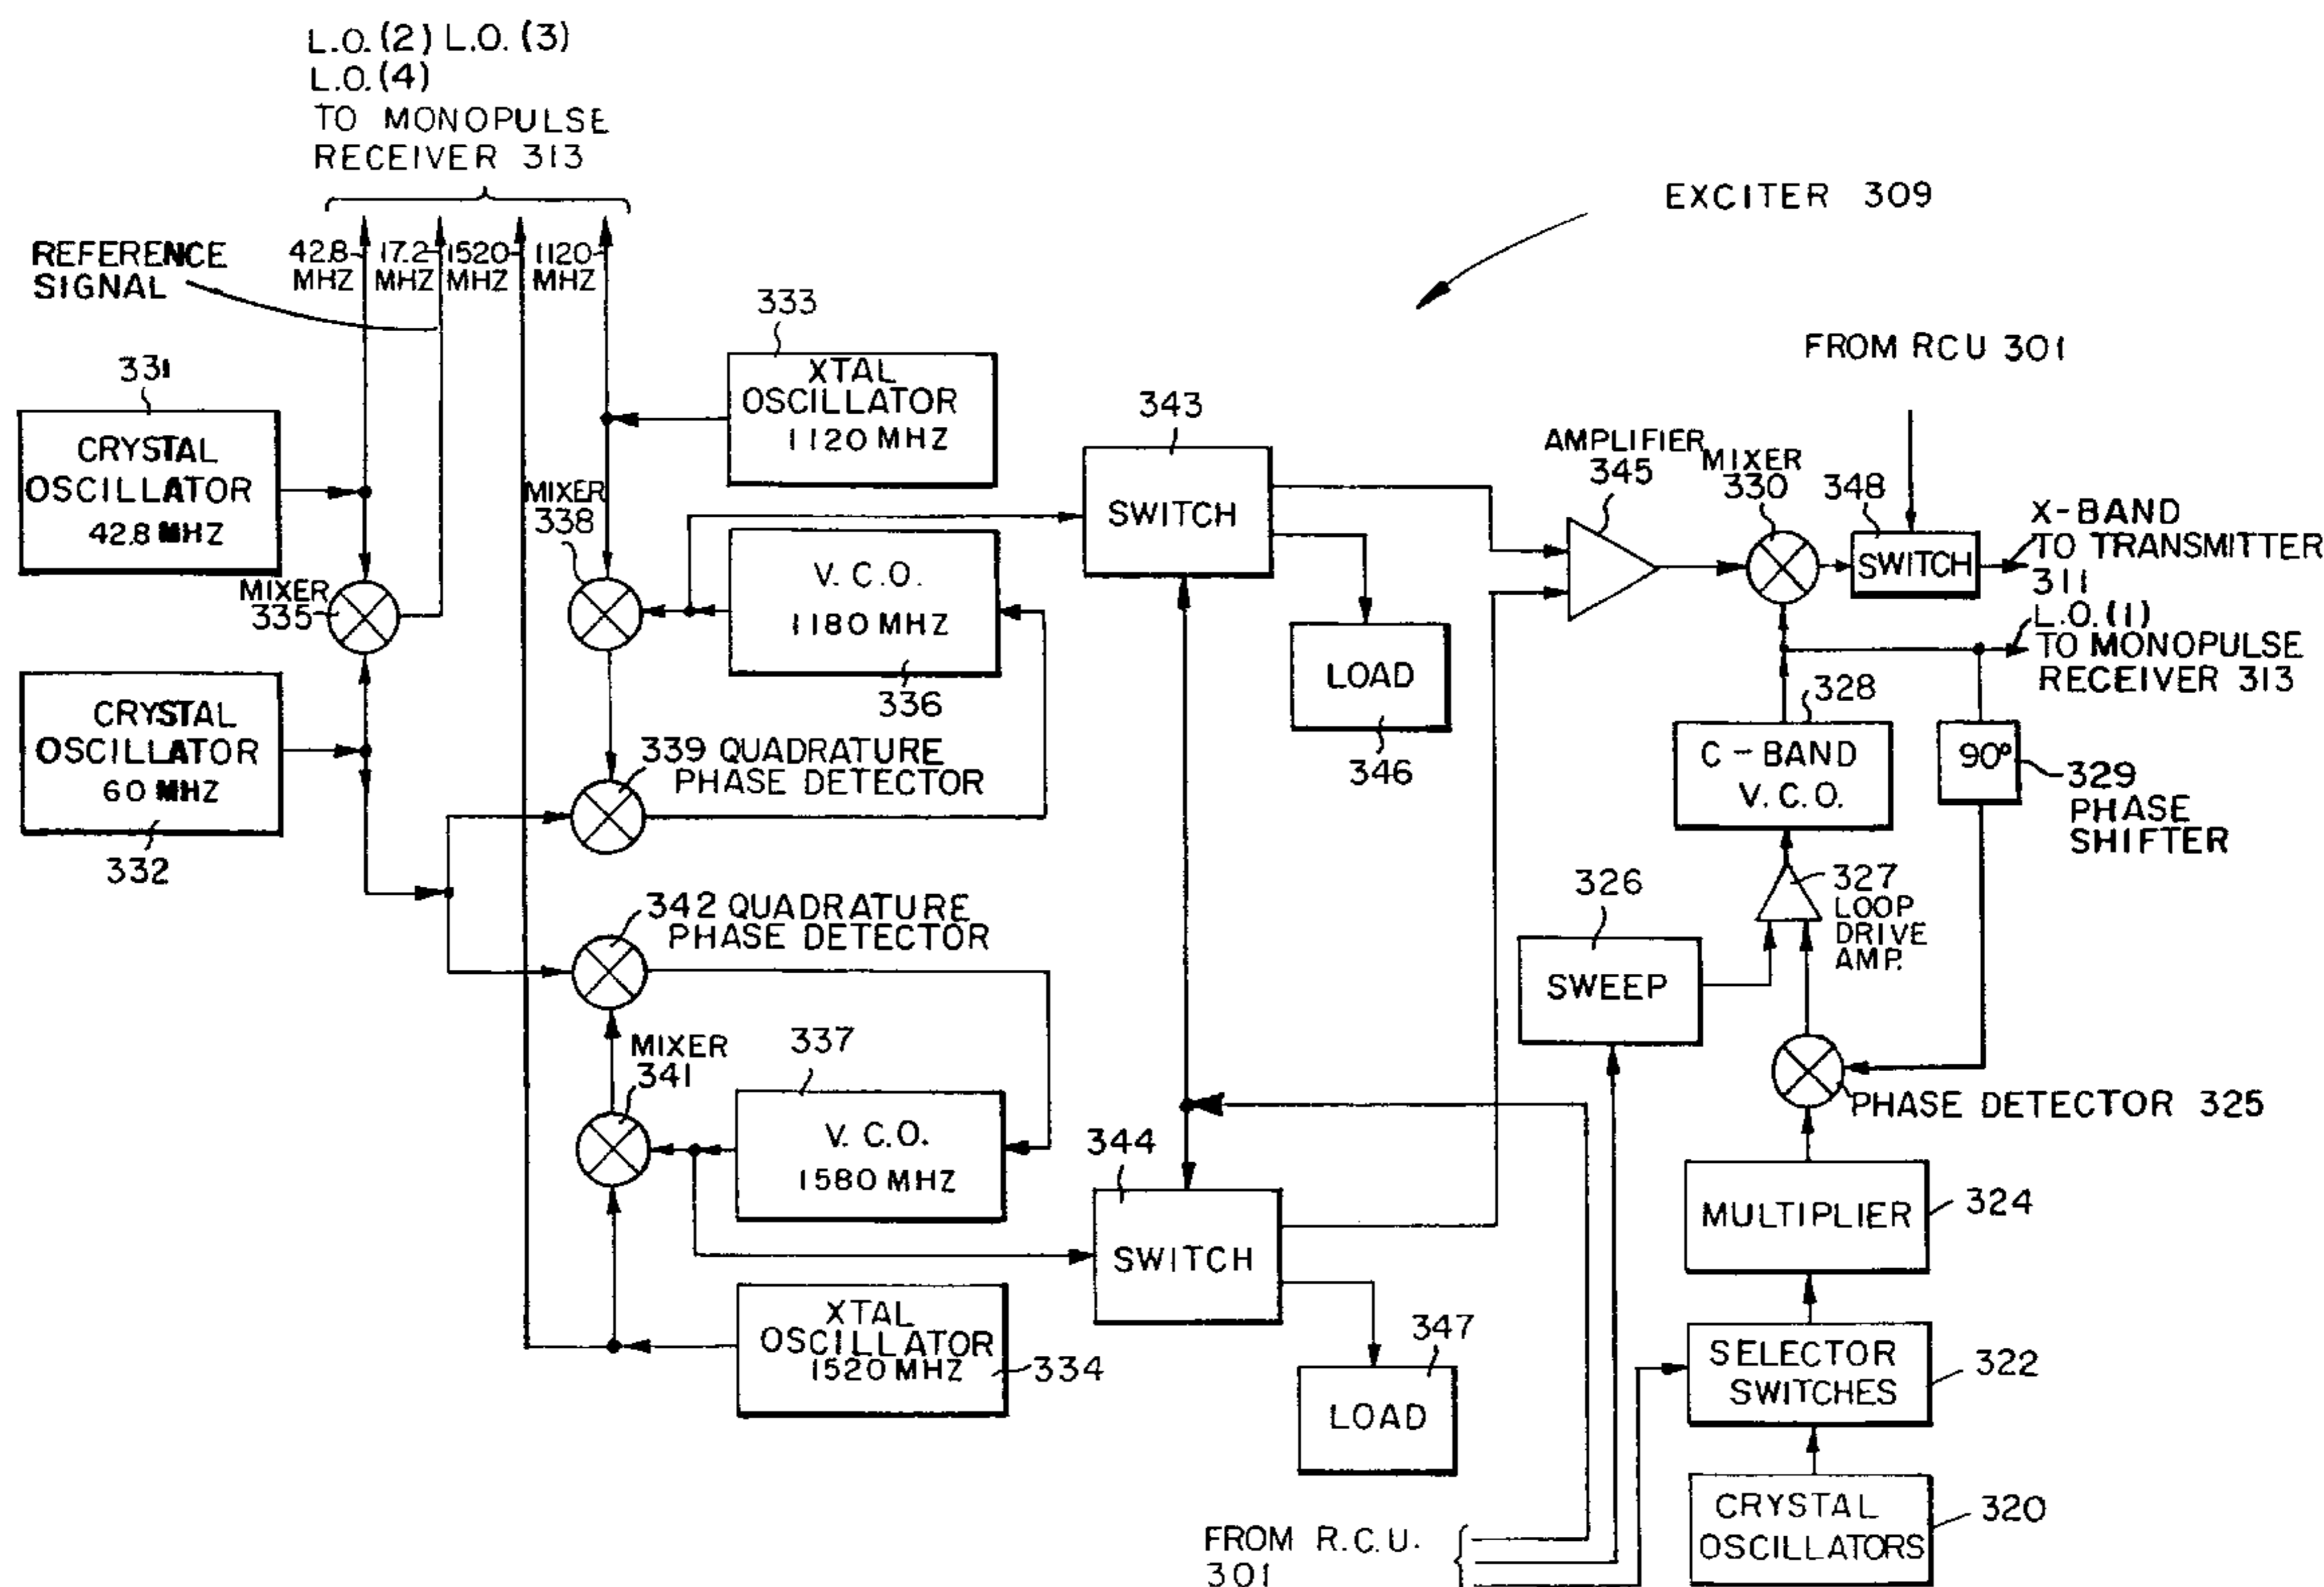 L.O.(2) L.O.(3)
L.O.(4)
TO MONOPULSE
RECEIVER 313
EXCITER 309
REFERENCE
SIGNAL
42.8 17.2 1520 1120
MHZ MHZ MHZ MHZ
333
XTAL
OSCILLATOR
1120 MHZ
FROM RCU 301
331
CRYSTAL
OSCILLATOR
42.8 MHZ
MIXER
338
343
SWITCH
AMPLIFIER
345
MIXER
330
348
SWITCH
X-BAND
TO TRANSMITTER
311
L.O.(1)
TO MONOPULSE
RECEIVER 313
MIXER
335
V.C.O.
1180 MHZ
336
LOAD
346
CRYSTAL
OSCILLATOR
60 MHZ
332
339 QUADRATURE
PHASE DETECTOR
328
C-BAND
V.C.O.
90°
329
PHASE
SHIFTER
342 QUADRATURE
PHASE DETECTOR
326
SWEEP
327
LOOP
DRIVE
AMP.
MIXER
341
337
V.C.O.
1580 MHZ
PHASE DETECTOR 325
344
SWITCH
MULTIPLIER
324
XTAL
OSCILLATOR
1520 MHZ
334
347
LOAD
SELECTOR
SWITCHES
322
FROM R.C.U.
301
CRYSTAL
OSCILLATORS
320